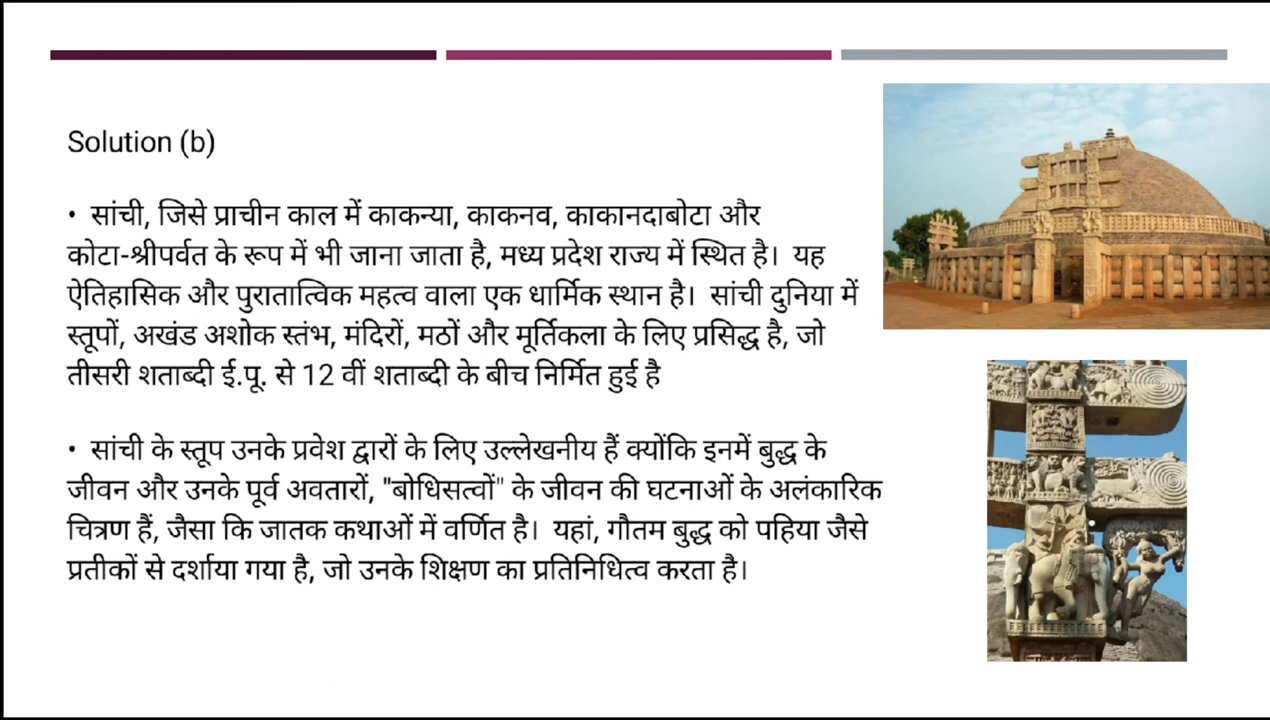 Solution (b)
• सांची, जिसे प्राचीन काल में काकन्या, काकनव, काकानदाबोटा और
कोटा-श्रीपर्वत के रूप में भी जाना जाता है, मध्य प्रदेश राज्य में स्थित है। यह
ऐतिहासिक और पुरातात्विक महत्व वाला एक धार्मिक स्थान है। सांची दुनिया में
स्तूपों, अखंड अशोक स्तंभ, मंदिरों, मठों और मूर्तिकला के लिए प्रसिद्ध है, जो
तीसरी शताब्दी ई.पू. से 12 वीं शताब्दी के बीच निर्मित हुई है
• सांची के स्तूप उनके प्रवेश द्वारों के लिए उल्लेखनीय हैं क्योंकि इनमें बुद्ध के
जीवन और उनके पूर्व अवतारों, "बोधिसत्वों" के जीवन की घटनाओं के अलंकारिक
चित्रण हैं, जैसा कि जातक कथाओं में वर्णित है। यहां, गौतम बुद्ध को पहिया जैसे
प्रतीकों से दर्शाया गया है, जो उनके शिक्षण का प्रतिनिधित्व करता है।